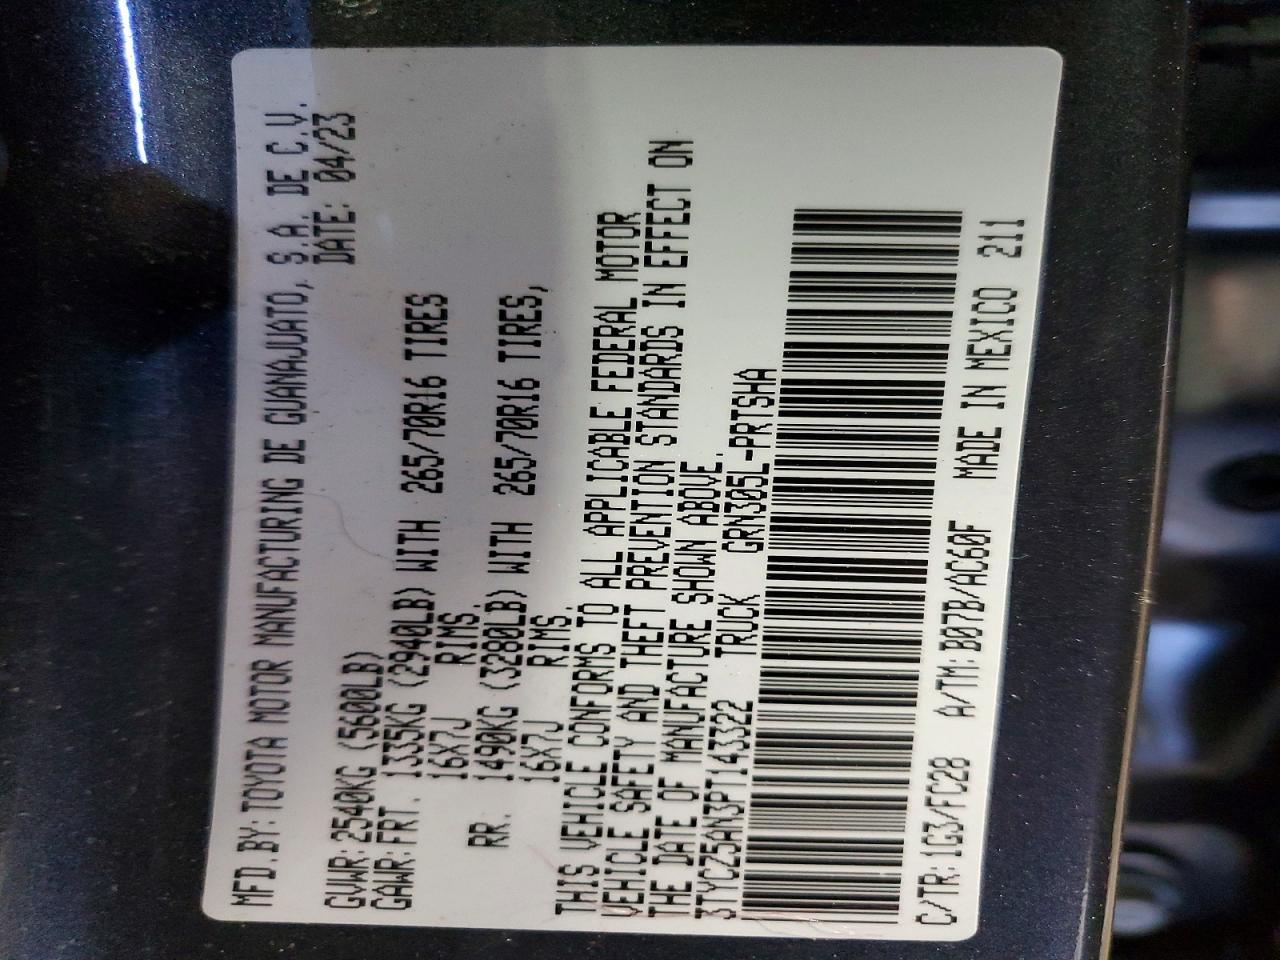 MFD.BY:TOYOTA MOTOR MANUFACTURING DE GUANAJUATO, S.A. DE C.V.
DATE: 04/23
GVWR:2540KG (5600LB)
GAWR:FRT. 1335KG (2940LB) WITH 265/70R16 TIRES
16X7J RIMS.
RR. 1490KG (3280LB) WITH 265/70R16 TIRES,
16X7J RIMS.
THIS VEHICLE CONFORMS TO ALL APPLICABLE FEDERAL MOTOR
VEHICLE SAFETY AND THEFT PREVENTION STANDARDS IN EFFECT ON
THE DATE OF MANUFACTURE SHOWN ABOVE.
3TYCZ5AN3PT143322 TRUCK GRN305L-PRTSHA
C/TR:1G3/FC28 A/TM:B07B/AC60F MADE IN MEXICO 211